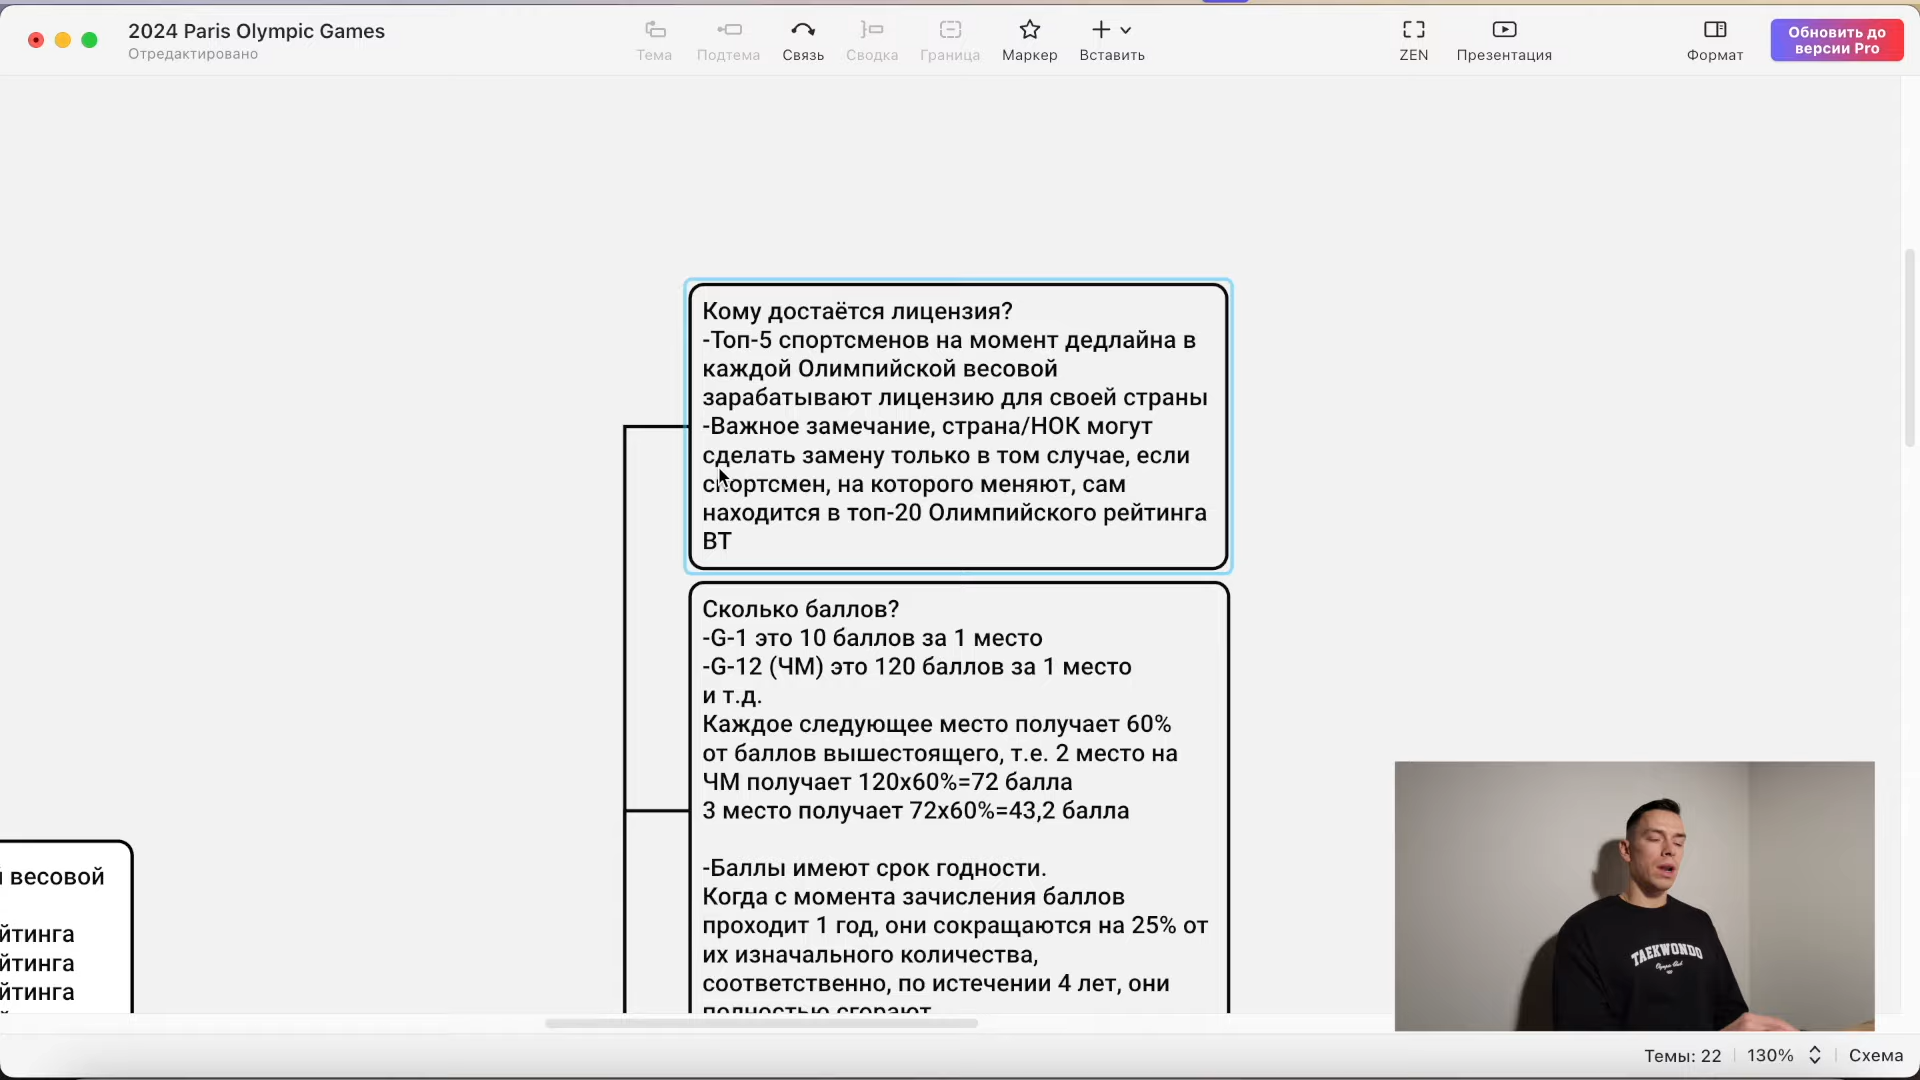 2024 Paris Olympic Games
Отредактировано
Тема
Подтема
Связь
Сводка
Граница
Маркер
Вставить
ZEN
Презентация
Формат
Обновить до
версии Pro
Кому достаётся лицензия?
-Топ-5 спортсменов на момент дедлайна в
каждой Олимпийской весовой
зарабатывают лицензию для своей страны
-Важное замечание, страна/НОК могут
сделать замену только в том случае, если
спортсмен, на которого меняют, сам
находится в топ-20 Олимпийского рейтинга
ВТ
Сколько баллов?
-G-1 это 10 баллов за 1 место
-G-12 (ЧМ) это 120 баллов за 1 место
и т.д.
Каждое следующее место получает 60%
от баллов вышестоящего, т.е. 2 место на
ЧМ получает 120х60%=72 балла
3 место получает 72х60%=43,2 балла
-Баллы имеют срок годности.
Когда с момента зачисления баллов
проходит 1 год, они сокращаются на 25% от
их изначального количества,
соответственно, по истечении 4 лет, они
полностью сгорают
й весовой
йтинга
йтинга
йтинга
TAEKWONDO
Темы: 22
130%
Схема